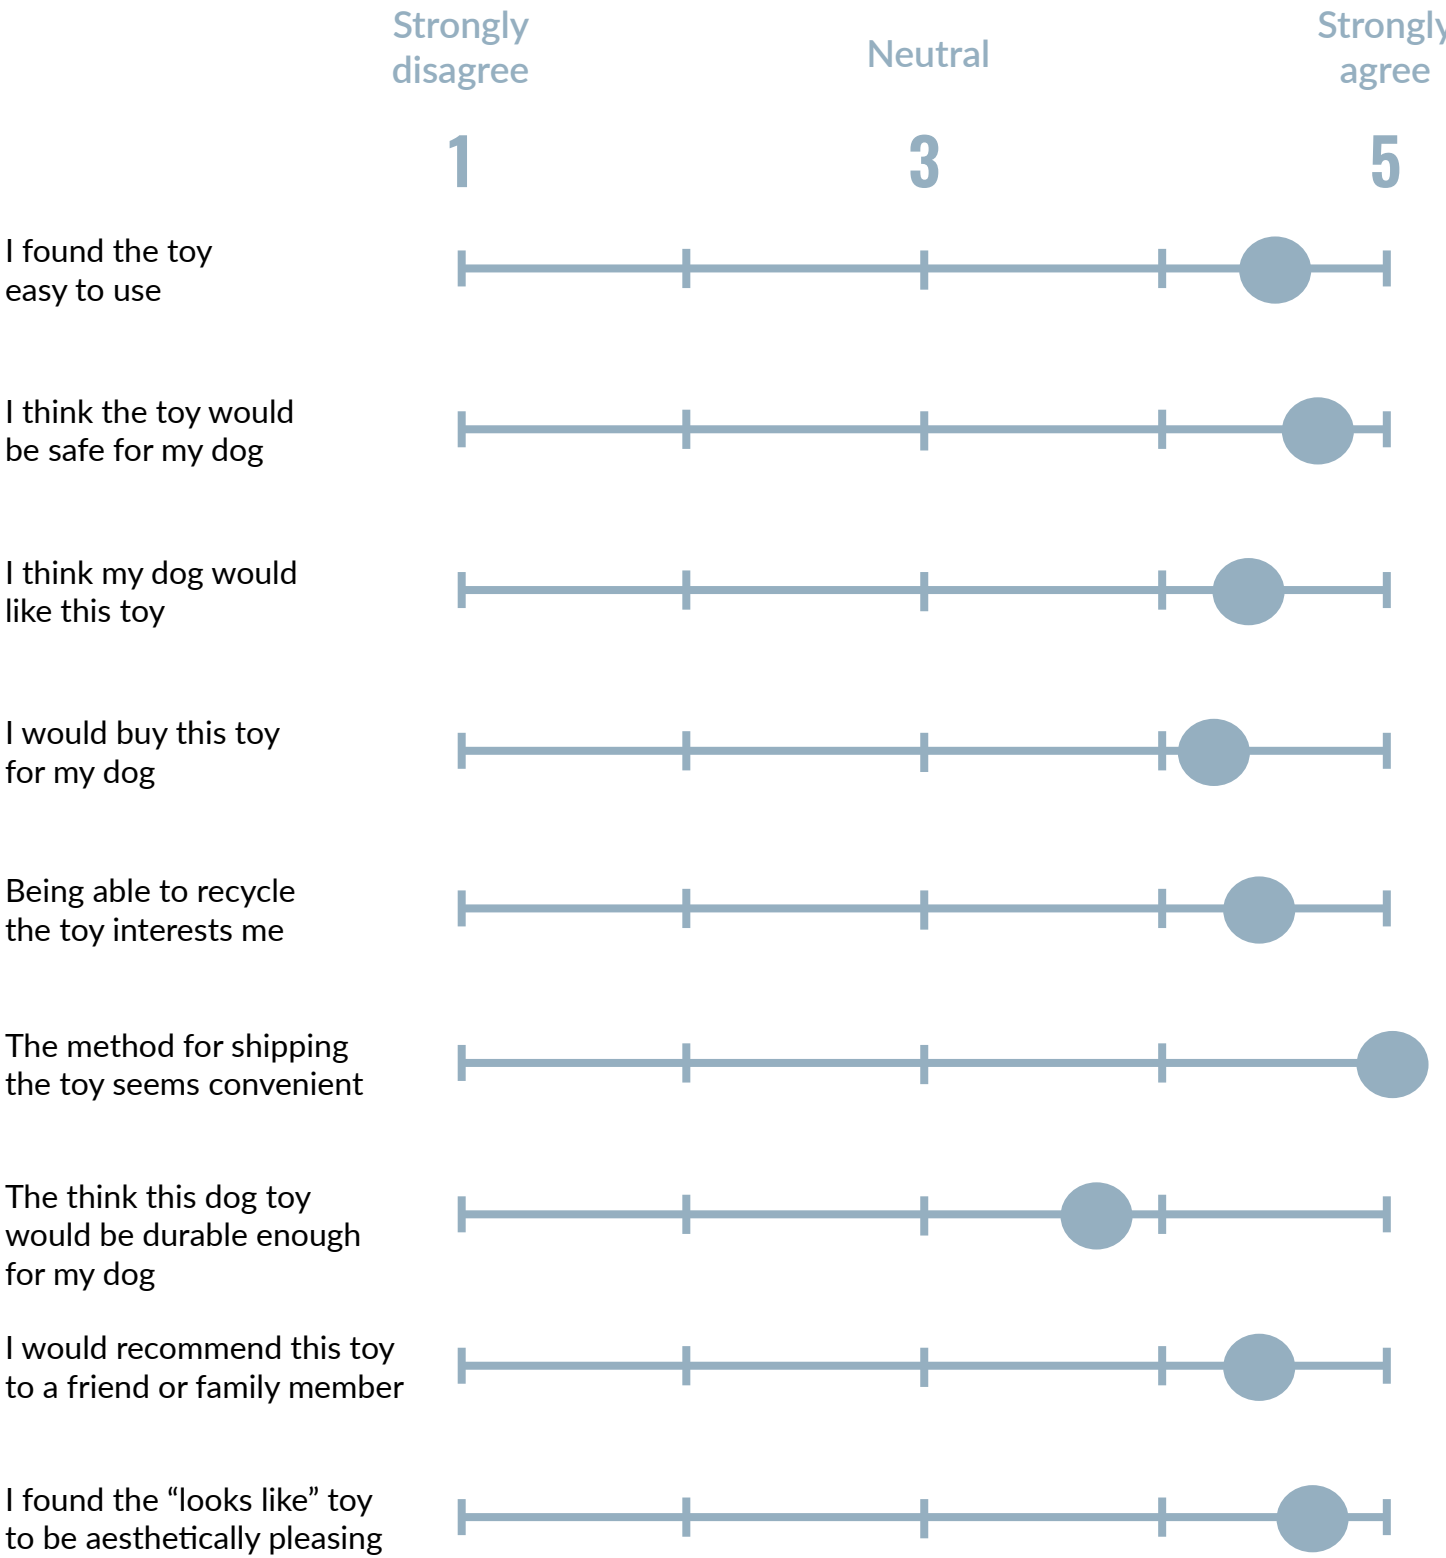 Strongly
disagree
Neutral
Strongly
agree
1
3
5
I found the toy
easy to use
I think the toy would
be safe for my dog
I think my dog would
like this toy
I would buy this toy
for my dog
Being able to recycle
the toy interests me
The method for shipping
the toy seems convenient
The think this dog toy
would be durable enough
for my dog
I would recommend this toy
to a friend or family member
I found the “looks like” toy
to be aesthetically pleasing